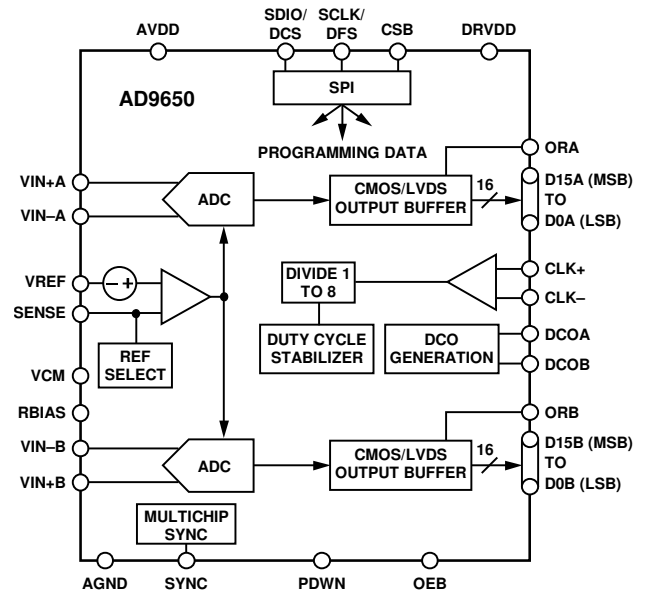 SDIO/
DCS
SCLK/
DFS
AVDD
CSB
DRVDD
AD9650
SPI
PROGRAMMING DATA
ORA
VIN+A
VIN–A
ADC
CMOS/LVDS
OUTPUT BUFFER
16
D15A (MSB)
TO
D0A (LSB)
VREF
– +
SENSE
REF
SELECT
DIVIDE 1
TO 8
DUTY CYCLE
STABILIZER
CLK+
CLK–
DCO
GENERATION
DCOA
DCOB
VCM
RBIAS
ORB
VIN–B
VIN+B
ADC
CMOS/LVDS
OUTPUT BUFFER
16
D15B (MSB)
TO
D0B (LSB)
MULTICHIP
SYNC
AGND
SYNC
PDWN
OEB